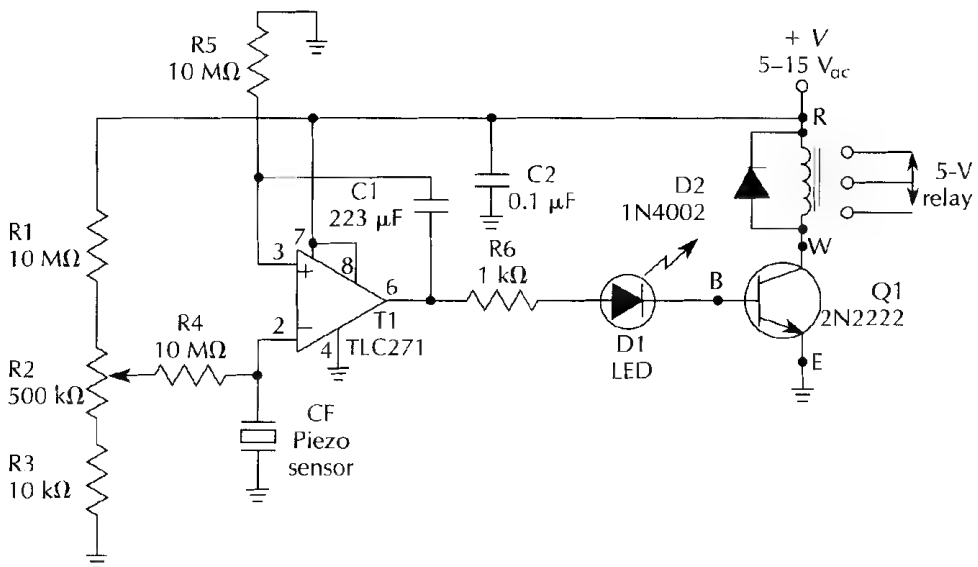 + V
5–15 Vac
R5
10 MΩ
R
5-V
relay
D2
1N4002
C1
223 µF
C2
0.1 µF
R1
10 MΩ
7
8
3
+
6
R6
1 kΩ
W
B
Q1
2N2222
R4
10 MΩ
2
–
4
T1
TLC271
D1
LED
E
R2
500 kΩ
CF
Piezo
sensor
R3
10 kΩ